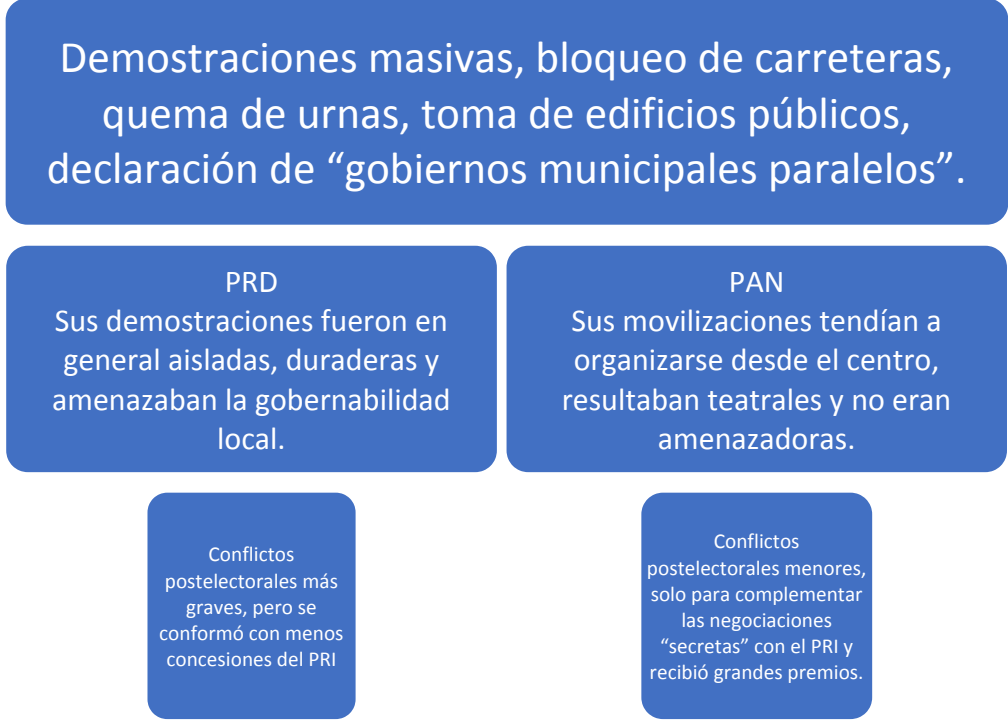 Demostraciones masivas, bloqueo de carreteras,
quema de urnas, toma de edificios públicos,
declaración de “gobiernos municipales paralelos”.
PRD
Sus demostraciones fueron en
general aisladas, duraderas y
amenazaban la gobernabilidad
local.
PAN
Sus movilizaciones tendían a
organizarse desde el centro,
resultaban teatrales y no eran
amenazadoras.
Conflictos
postelectorales más
graves, pero se
conformó con menos
concesiones del PRI
Conflictos
postelectorales menores,
solo para complementar
las negociaciones
“secretas” con el PRI y
recibió grandes premios.